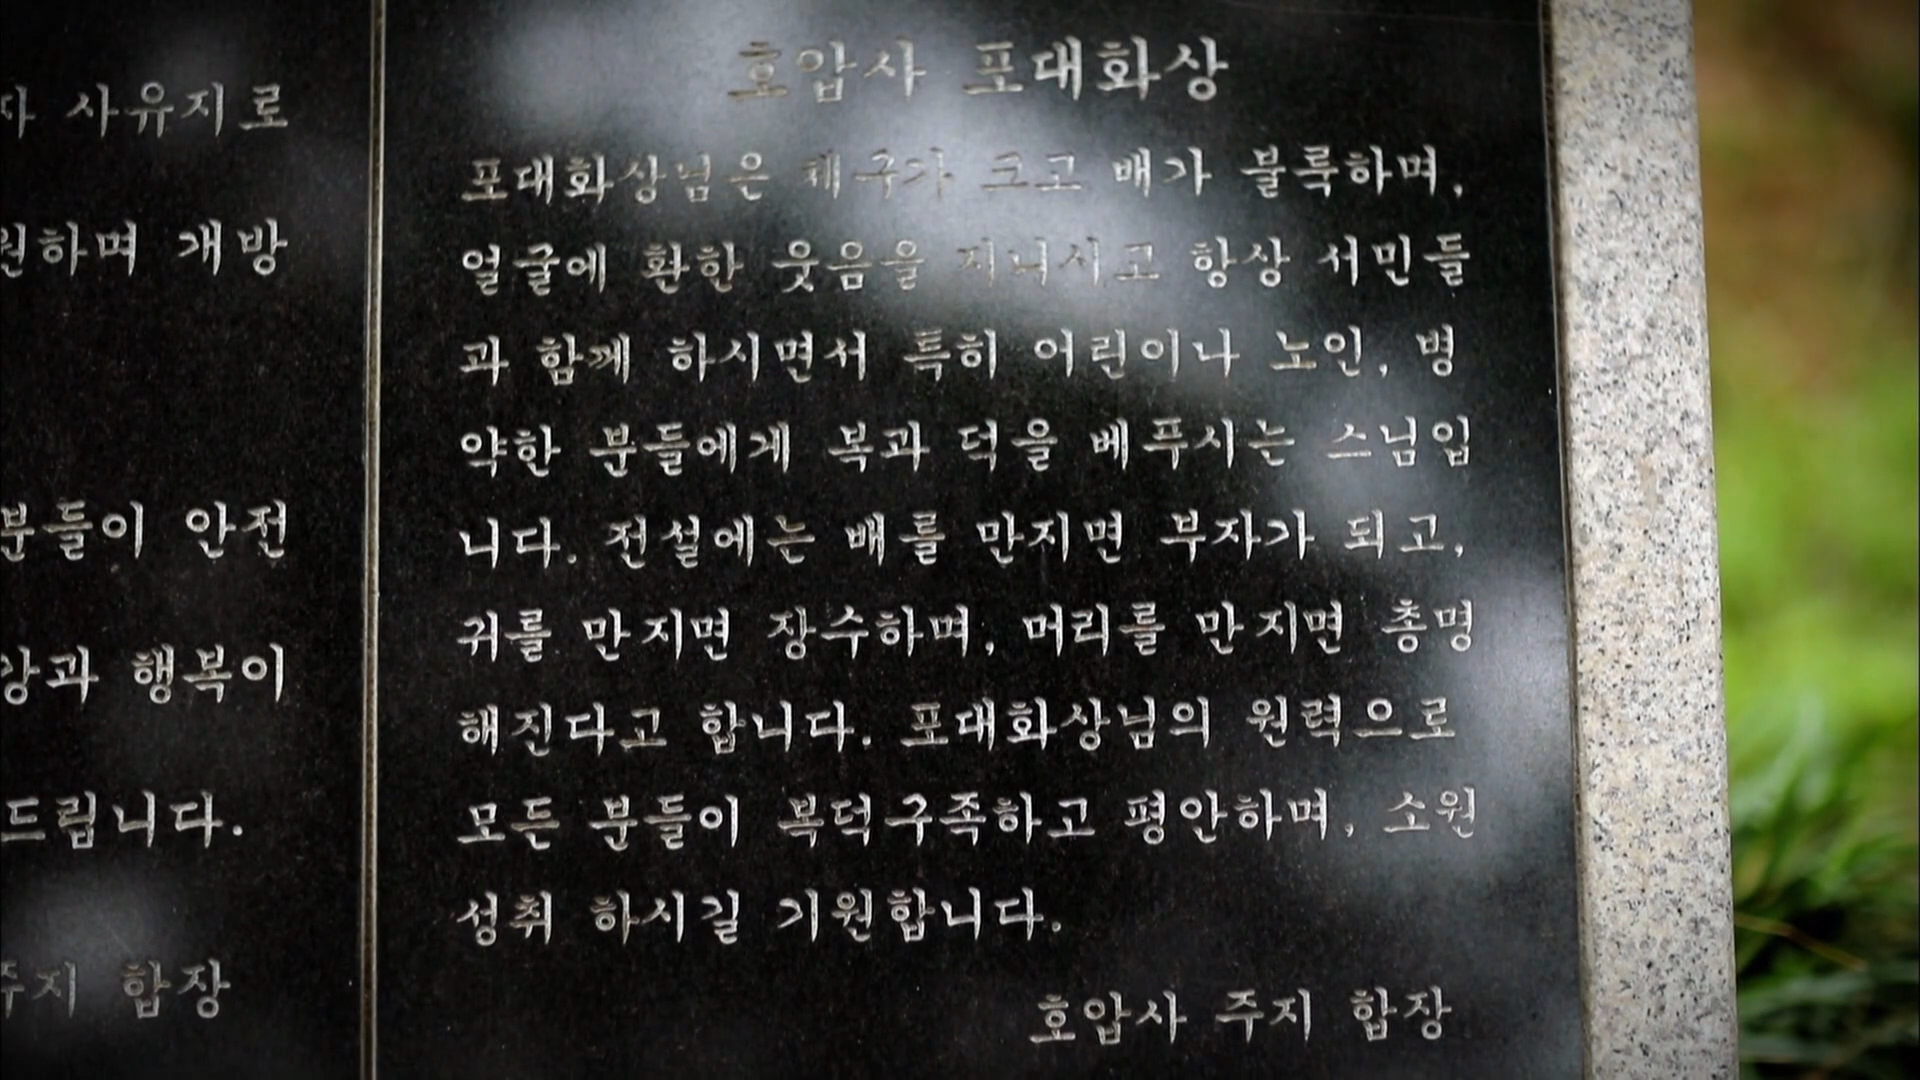 사유지로
원하며 개방
분들이 안전
과 행복이
드립니다.
주지 합장
호압사 포대화상
포대화상님은 체구가 크고 배가 불룩하며,
얼굴에 환한 웃음을 지니시고 항상 서민들
과 함께 하시면서 특히 어린이나 노인, 병
약한 분들에게 복과 덕을 베푸시는 스님입
니다. 전설에는 배를 만지면 부자가 되고,
귀를 만지면 장수하며, 머리를 만지면 총명
해진다고 합니다. 포대화상님의 원력으로
모든 분들이 복덕구족하고 평안하며, 소원
성취 하시길 기원합니다.
호압사 주지 합장